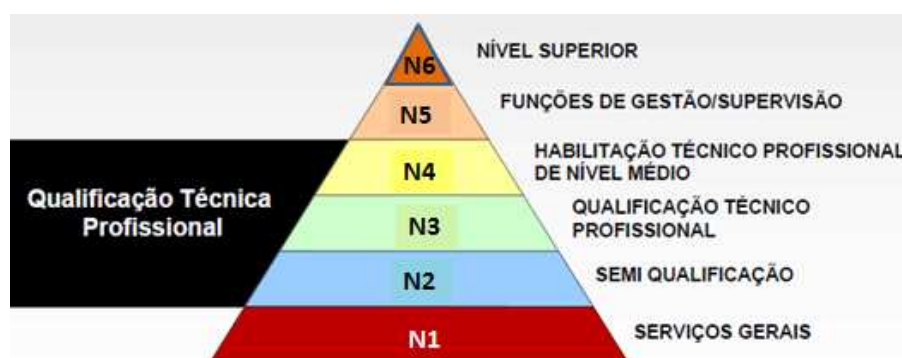 N6
NÍVEL SUPERIOR
N5
FUNÇÕES DE GESTÃO/SUPERVISÃO
N4
HABILITAÇÃO TÉCNICO PROFISSIONAL
DE NÍVEL MÉDIO
Qualificação Técnica
Profissional
N3
QUALIFICAÇÃO TÉCNICO
PROFISSIONAL
N2
SEMI QUALIFICAÇÃO
N1
SERVIÇOS GERAIS